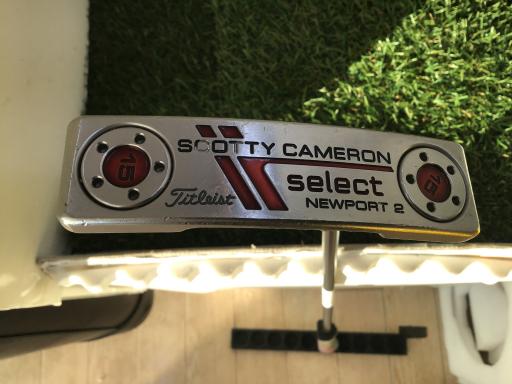 SCOTTY CAMERON
select
Titleist
NEWPORT 2
15
15